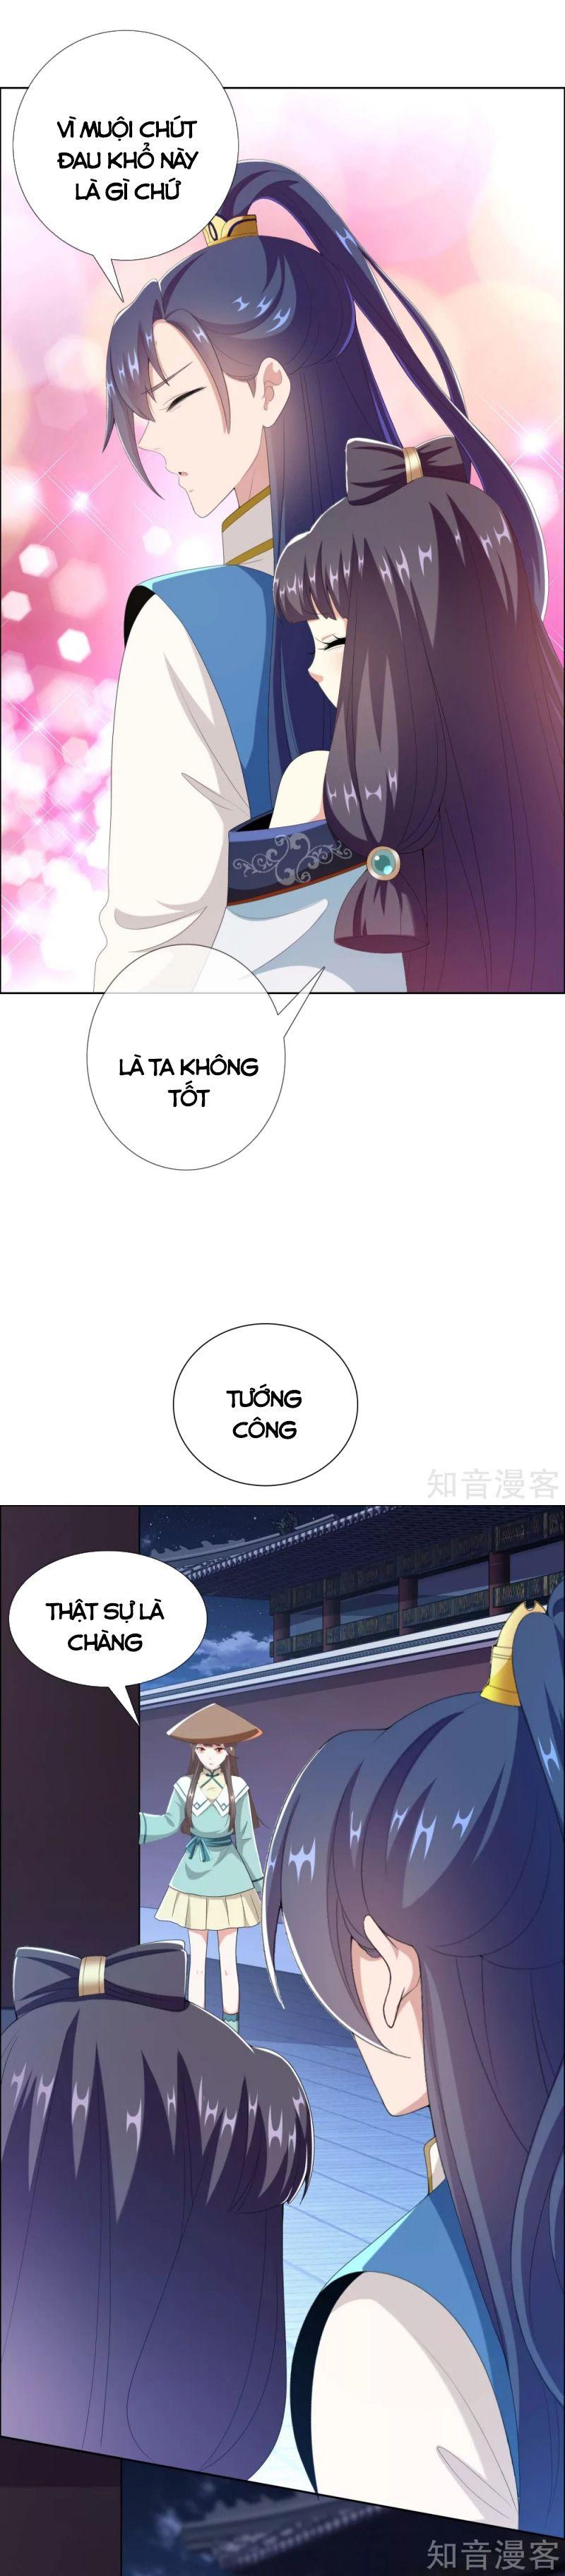 VÌ MUỘI CHÚT
ĐAU KHỔ NÀY
LÀ GÌ CHỨ
LÀ TA KHÔNG
TỐT
TƯỚNG
CÔNG
知音漫客
THẬT SỰ LÀ
CHÀNG
知音漫客